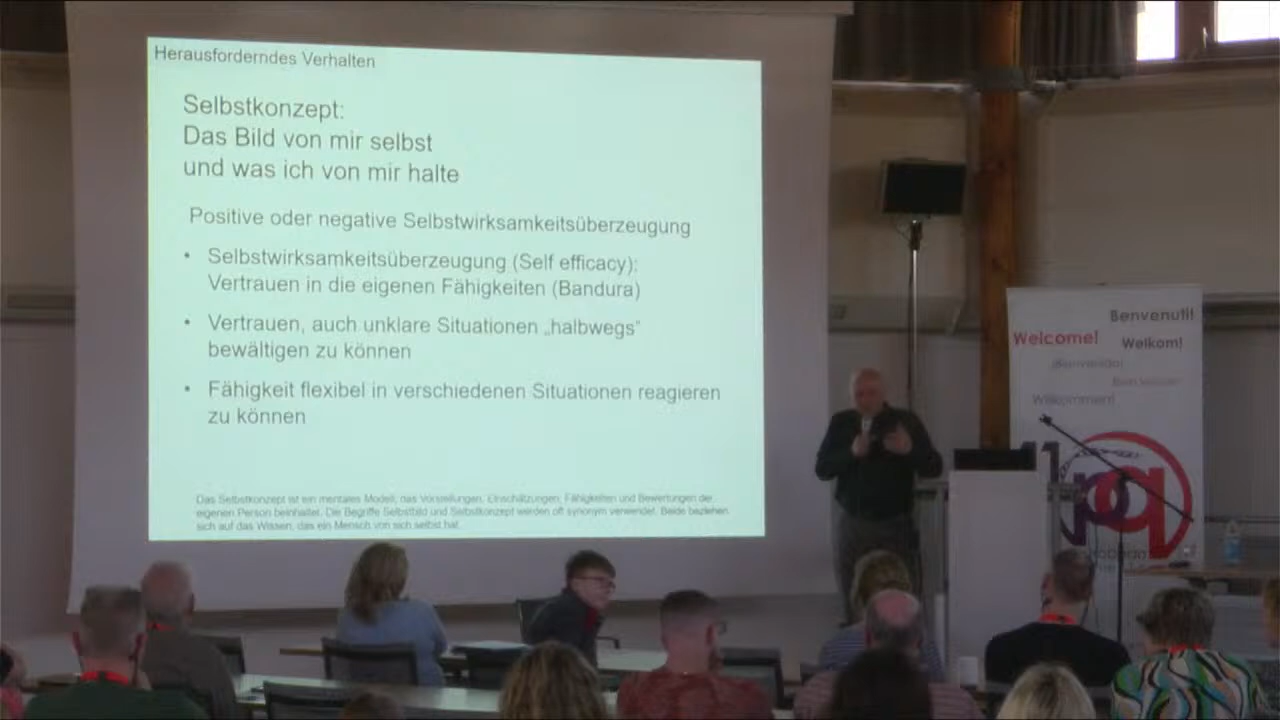 Herausforderndes Verhalten
Selbstkonzept:
Das Bild von mir selbst
und was ich von mir halte
Positive oder negative Selbstwirksamkeitsüberzeugung
• Selbstwirksamkeitsüberzeugung (Self efficacy):
Vertrauen in die eigenen Fähigkeiten (Bandura)
• Vertrauen, auch unklare Situationen „halbwegs“
bewältigen zu können
• Fähigkeit flexibel in verschiedenen Situationen reagieren
zu können
Das Selbstkonzept ist ein mentales Modell, das Vorstellungen, Einschätzungen, Fähigkeiten und Bewertungen der
eigenen Person beinhaltet. Die Begriffe Selbstbild und Selbstkonzept werden oft synonym verwendet. Beide beziehen
sich auf das Wissen, das ein Mensch von sich selbst hat.
Benvenuti!
Welcome!
Welkom!
¡Bienvenido!
Willkommen!